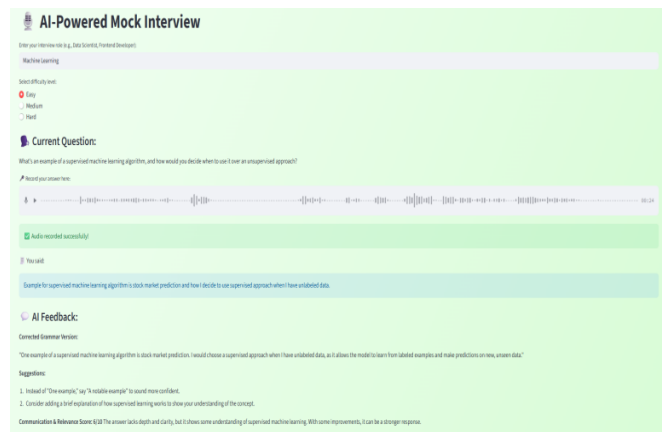 AI-Powered Mock Interview
Enter your interview role (e.g., Data Scientist, Frontend Developer):
Machine Learning
Select difficulty level:
Easy
Medium
Hard
Current Question:
What's an example of a supervised machine learning algorithm, and how would you decide when to use it over an unsupervised approach?
Record your answer here:
00:24
Audio recorded successfully!
You said:
Example for supervised machine learning algorithm is stock market prediction and how I decide to use supervised approach when I have unlabeled data.
AI Feedback:
Corrected Grammar Version:
"One example of a supervised machine learning algorithm is stock market prediction. I would choose a supervised approach when I have unlabeled data, as it allows the model to learn from labeled examples and make predictions on new, unseen data."
Suggestions:
1. Instead of "One example," say "A notable example" to sound more confident.
2. Consider adding a brief explanation of how supervised learning works to show your understanding of the concept.
Communication & Relevance Score: 6/10 The answer lacks depth and clarity, but it shows some understanding of supervised machine learning. With some improvements, it can be a stronger response.